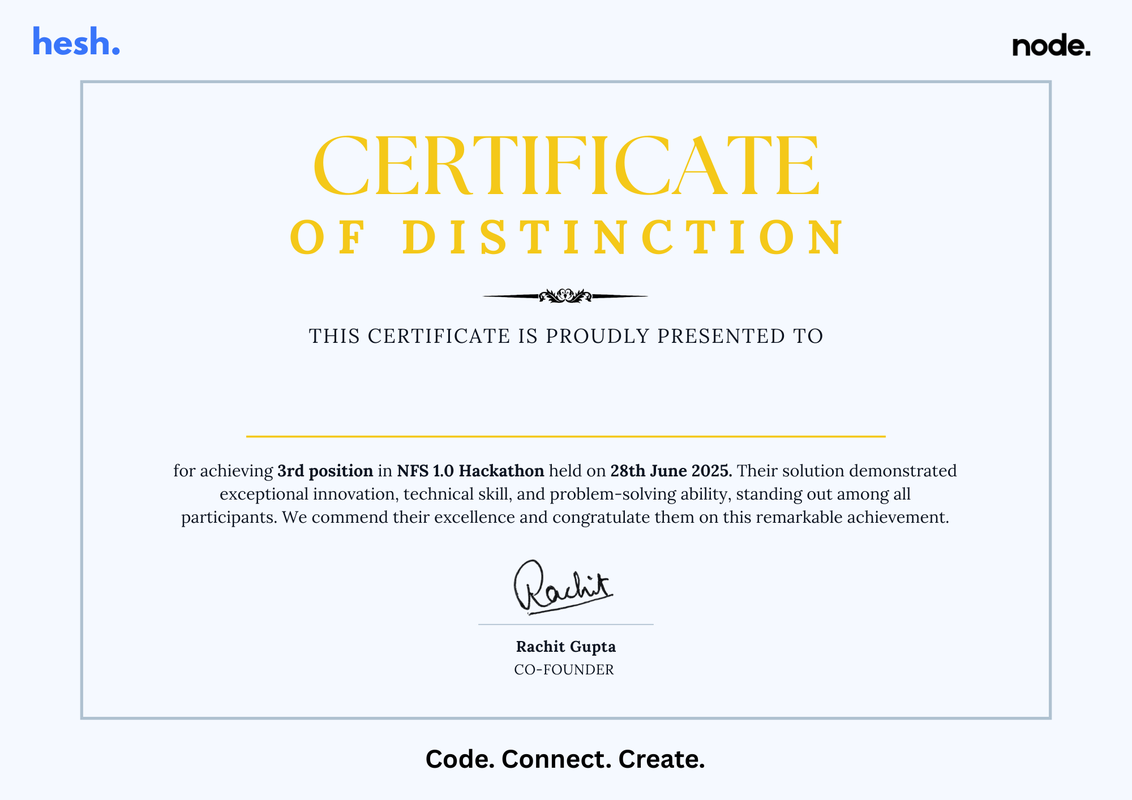 hesh.
node.
CERTIFICATE
OF DISTINCTION
THIS CERTIFICATE IS PROUDLY PRESENTED TO
for achieving 3rd position in NFS 1.0 Hackathon held on 28th June 2025. Their solution demonstrated
exceptional innovation, technical skill, and problem-solving ability, standing out among all
participants. We commend their excellence and congratulate them on this remarkable achievement.
Rachit
Rachit Gupta
CO-FOUNDER
Code. Connect. Create.